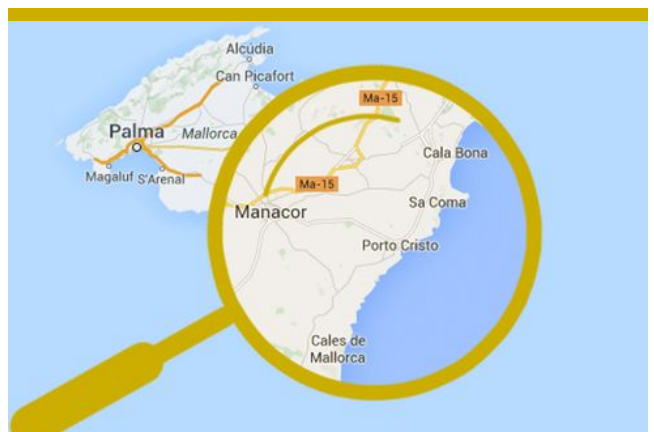 Alcúdia
Can Picafort
Ma-15
Palma
Mallorca
Cala Bona
Magaluf
S'Arenal
Ma-15
Manacor
Sa Coma
Porto Cristo
Cales de
Mallorca